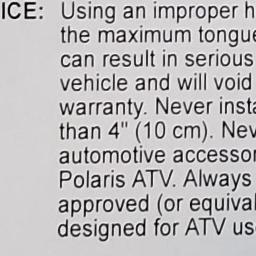 ICE: Using an improper h
the maximum tongue
can result in serious
vehicle and will void
warranty. Never insta
than 4" (10 cm). Nev
automotive accessor
Polaris ATV. Always
approved (or equival
designed for ATV us